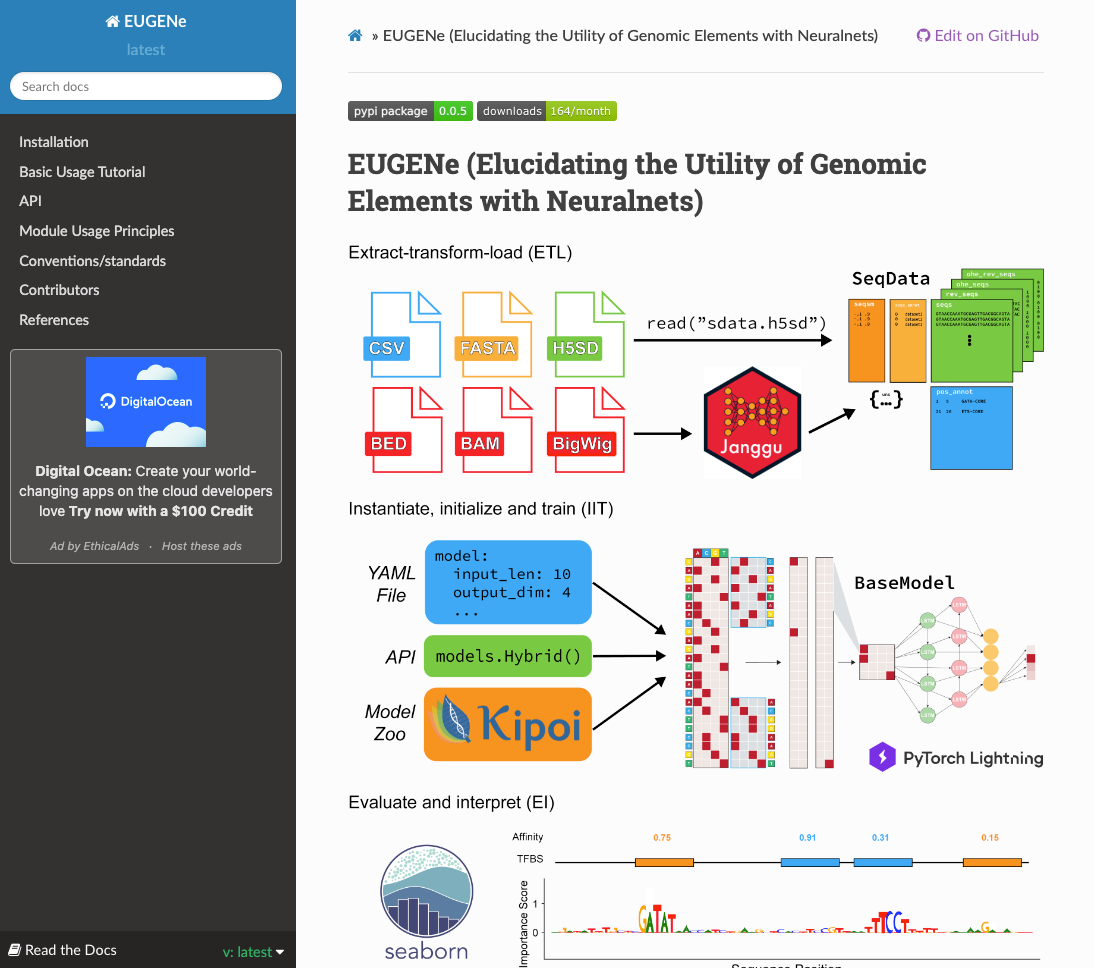 EUGENe
latest
Search docs
Installation
Basic Usage Tutorial
API
Module Usage Principles
Conventions/standards
Contributors
References
DigitalOcean
Digital Ocean: Create your world-
changing apps on the cloud developers
love Try now with a $100 Credit
Ad by EthicalAds · Host these ads
Read the Docs
v: latest
» EUGENe (Elucidating the Utility of Genomic Elements with Neuralnets)
Edit on GitHub
pypi package 0.0.5
downloads 164/month
EUGENe (Elucidating the Utility of Genomic
Elements with Neuralnets)
Extract-transform-load (ETL)
CSV
FASTA
H5SD
read("sdata.h5sd")
BED
BAM
BigWig
Janggu
SeqData
ohe_rev_seqs
ohe_seqs
rev_seqs
seqs
pos_annot
Instantiate, initialize and train (IIT)
YAML
File
model:
input_len: 10
output_dim: 4
...
API
models.Hybrid()
Model
Zoo
Kipoi
A C G T
BaseModel
LSTM
PyTorch Lightning
Evaluate and interpret (EI)
seaborn
Affinity
0.75
0.91
0.31
0.15
TFBS
Importance Score
1
0
GATAT
TTCCT
Sequence Position